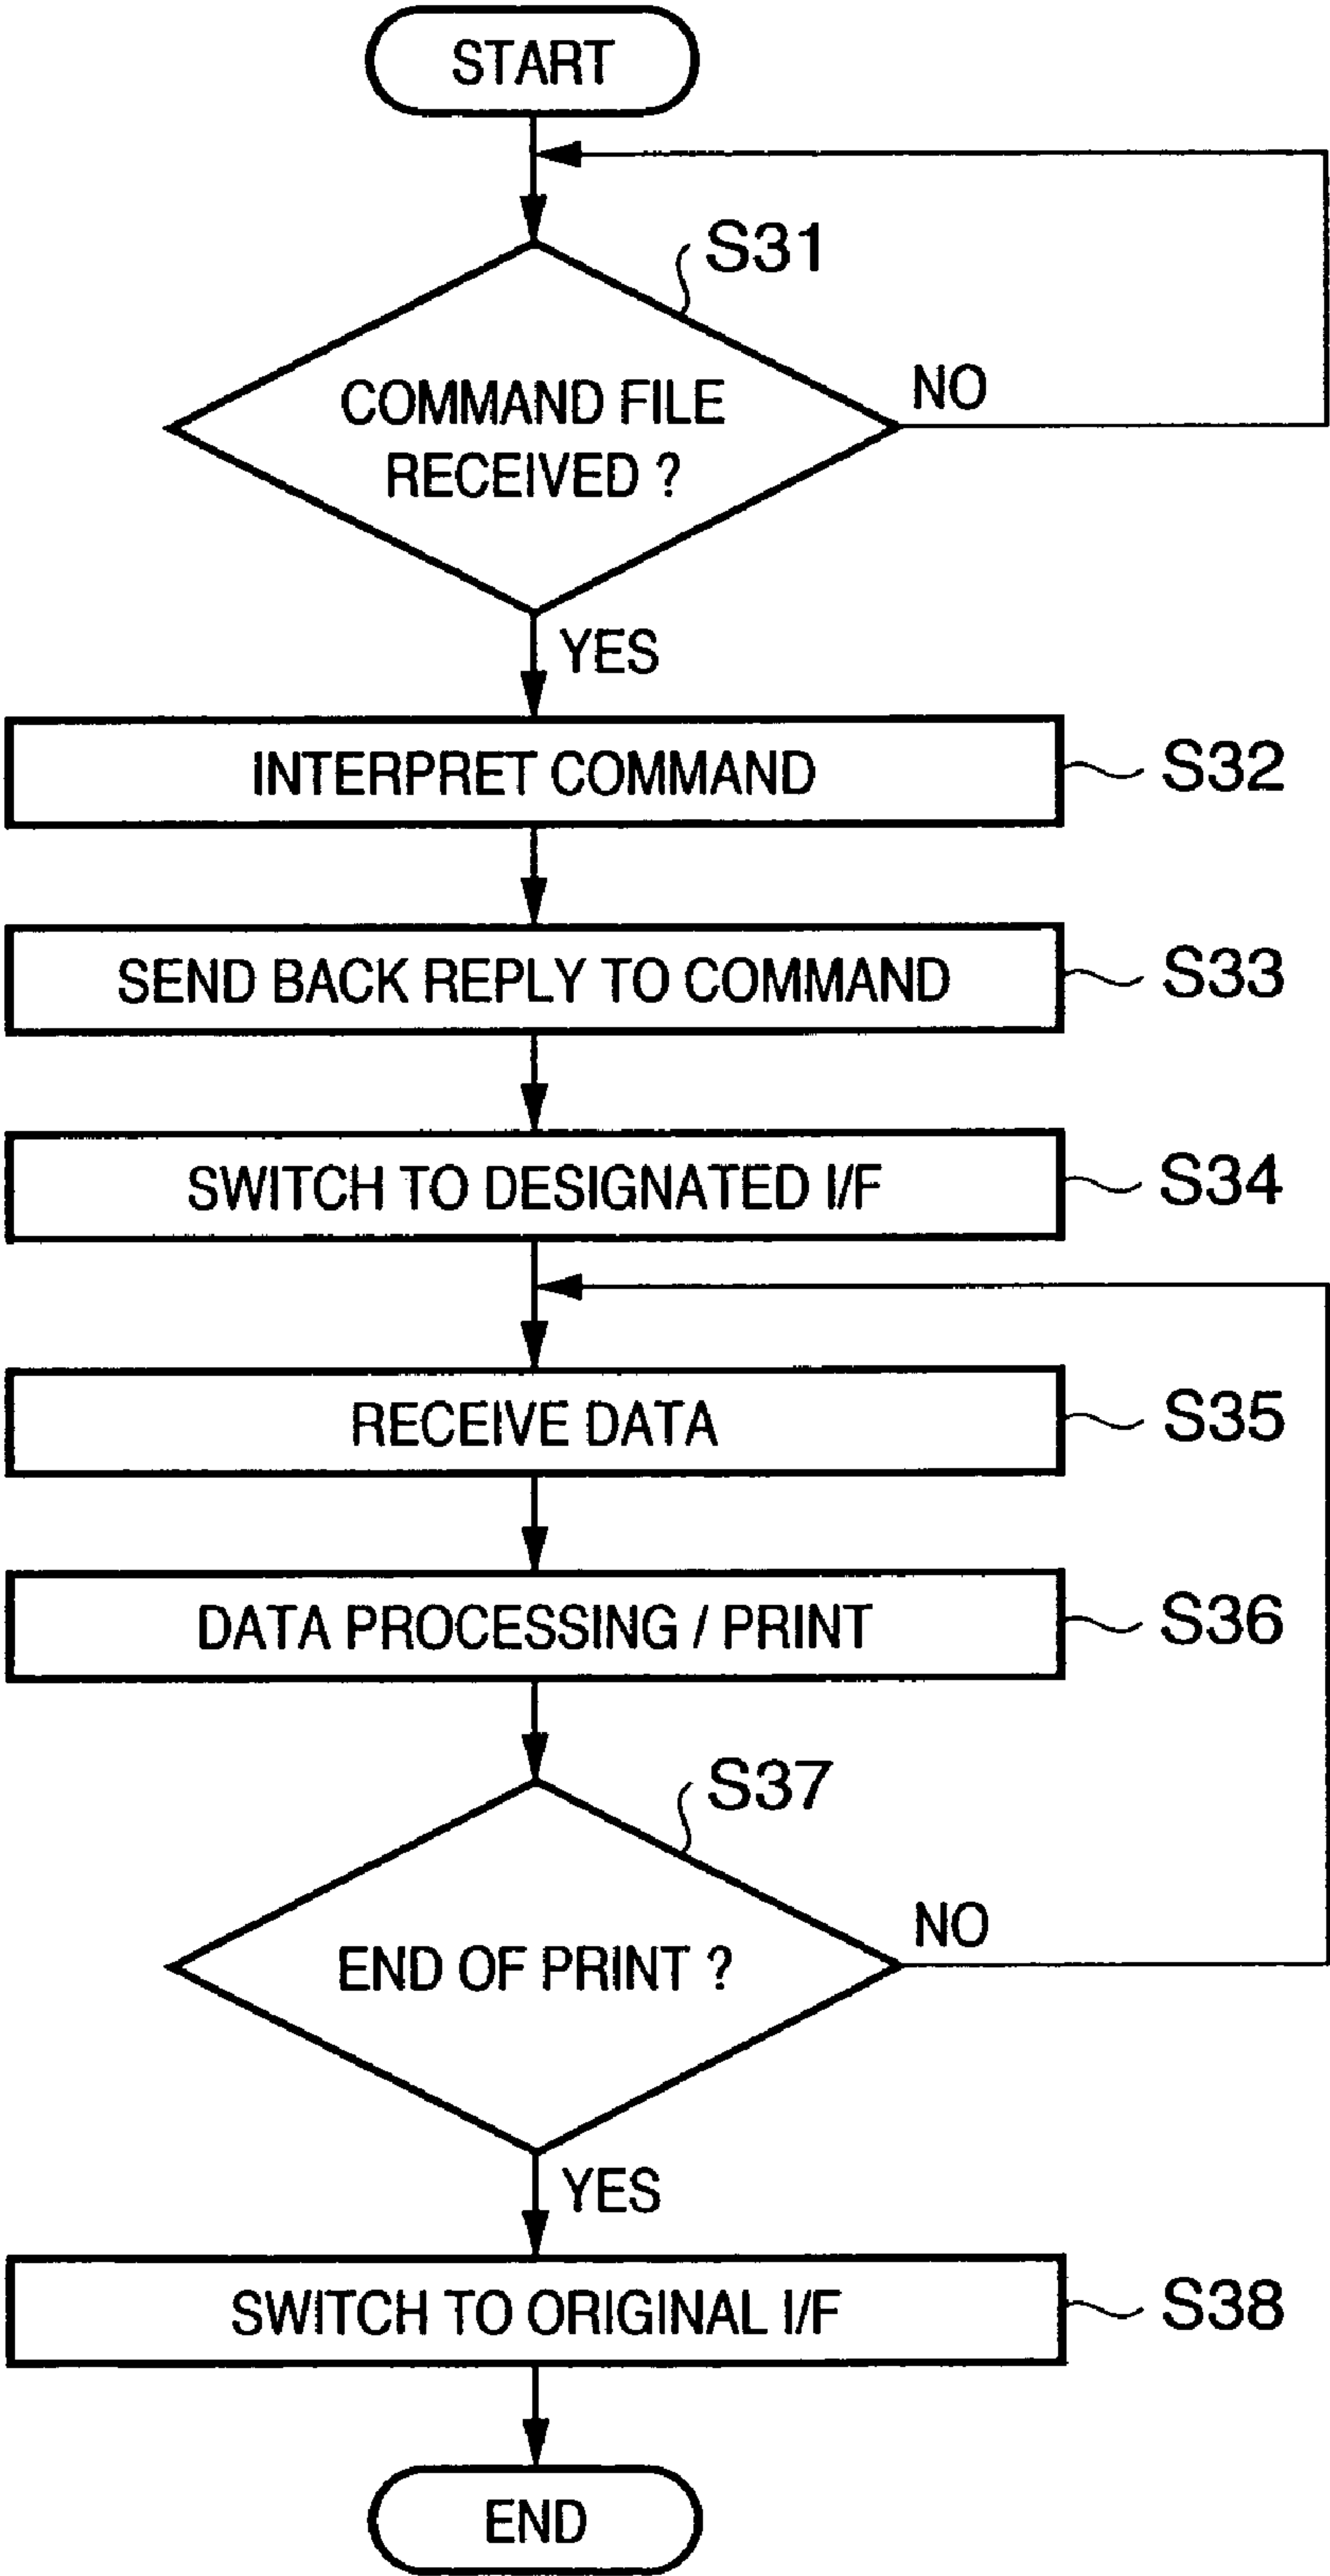 START
S31
COMMAND FILE
RECEIVED ?
NO
YES
INTERPRET COMMAND
S32
SEND BACK REPLY TO COMMAND
S33
SWITCH TO DESIGNATED I/F
S34
RECEIVE DATA
S35
DATA PROCESSING / PRINT
S36
S37
END OF PRINT ?
NO
YES
SWITCH TO ORIGINAL I/F
S38
END